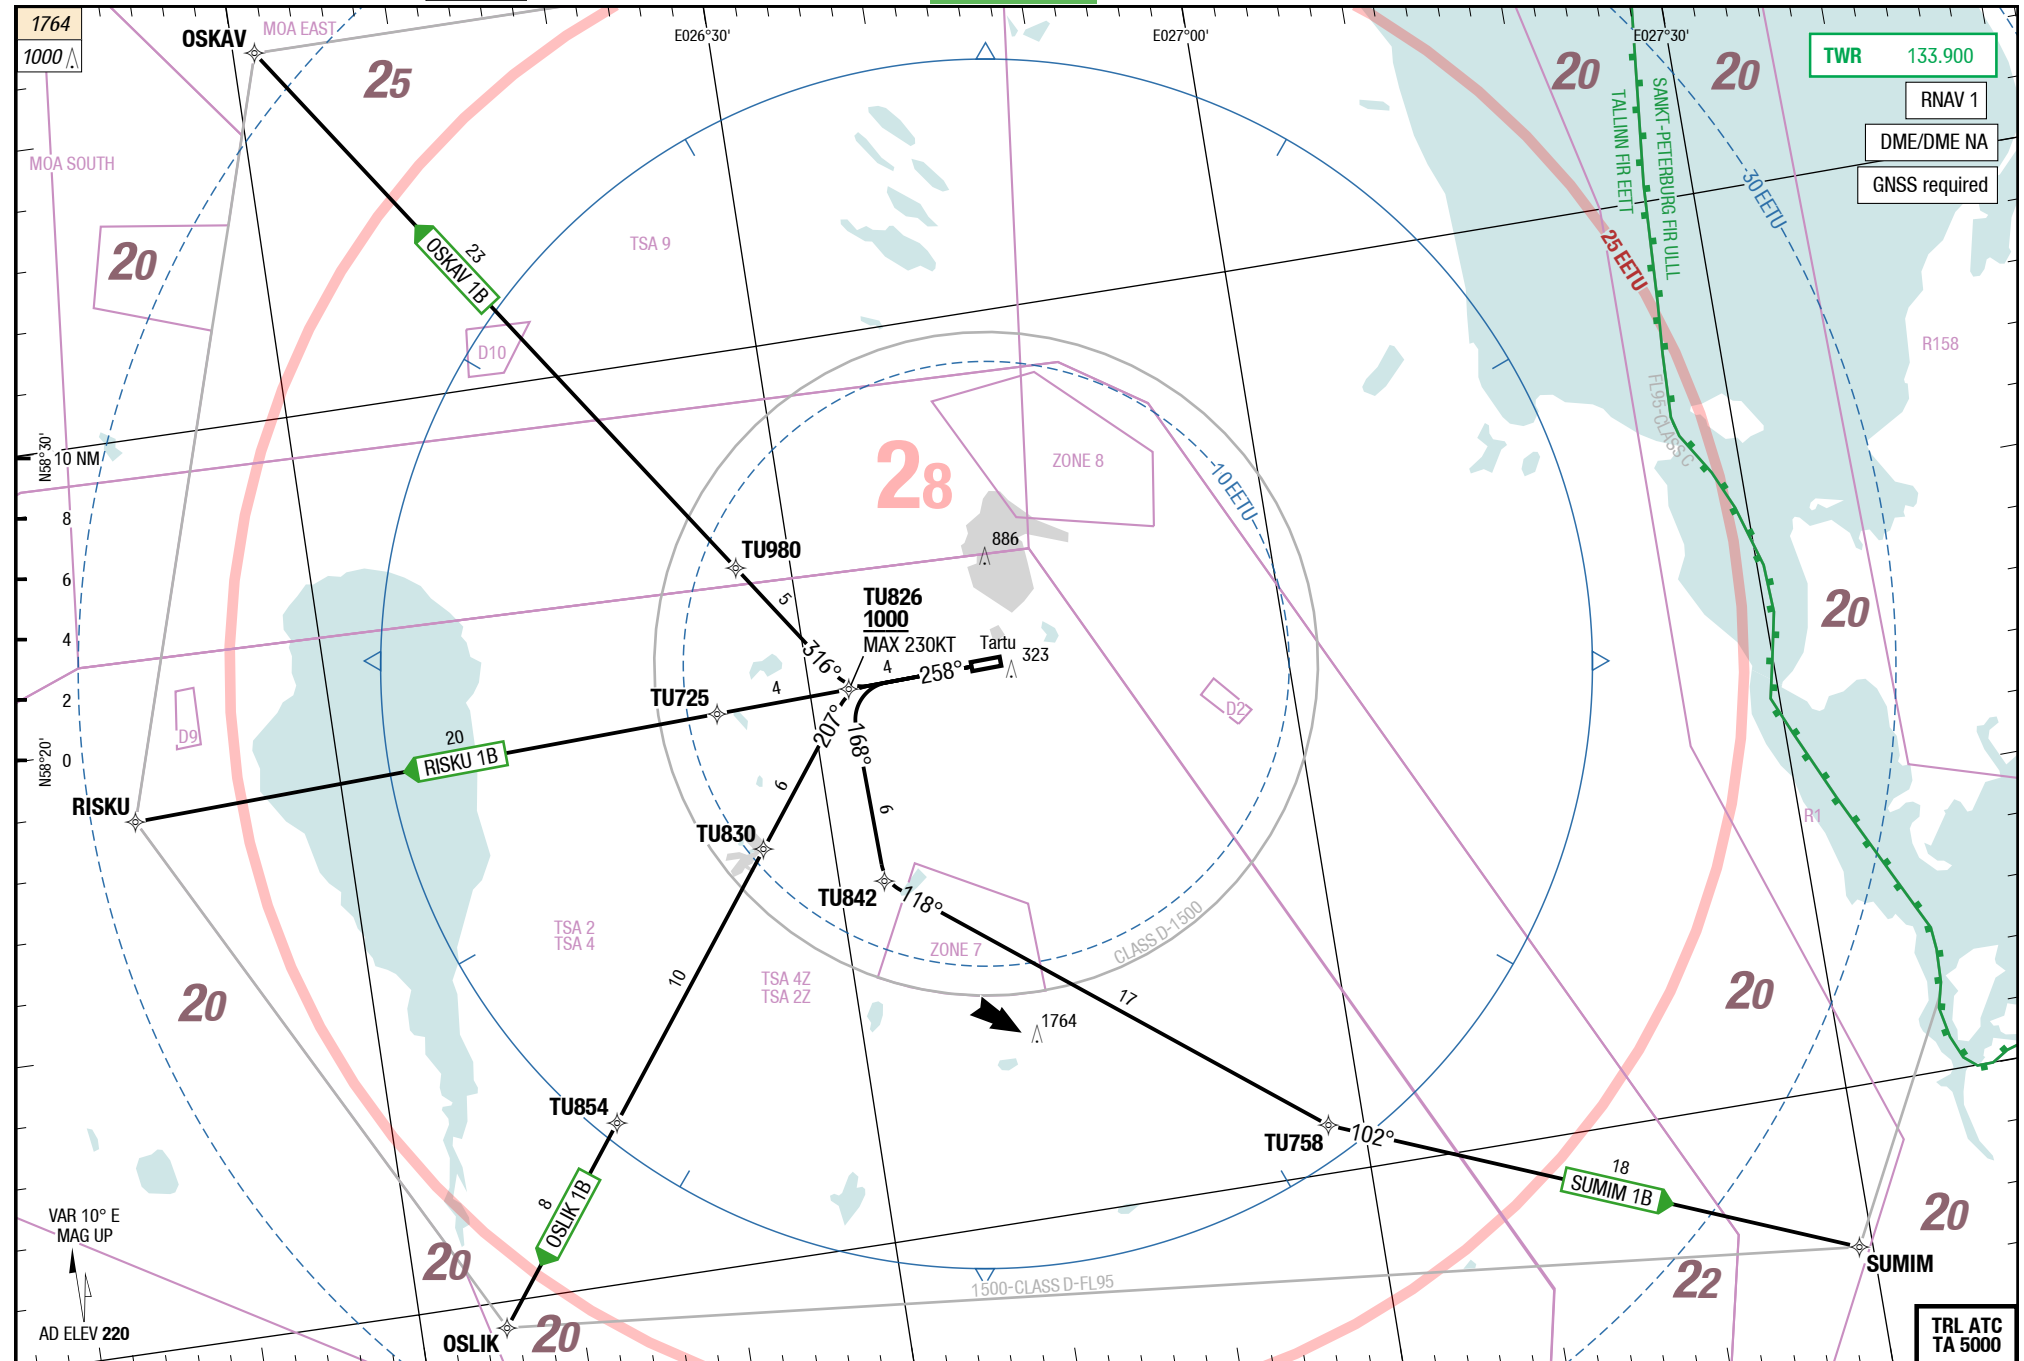 1764
1000
OSKAV
MOA EAST
25
E026°30'
E027°00'
E027°30'
20
20
TWR 133.900
RNAV 1
DME/DME NA
GNSS required
MOA SOUTH
20
TSA 9
23
OSKAV 1B
D10
SANKT-PETERBURG FIR ULLL
TALLINN FIR EETT
30 EETU
25 EETU
R158
FL95-CLASS C
N58°30'
10 NM
8
6
4
2
0
N58°20'
28
ZONE 8
10 EETU
886
TU980
5
TU826
1000
MAX 230KT
316°
4
258°
Tartu
323
20
TU725
4
207°
168°
D9
D2
20
RISKU 1B
RISKU
6
6
R1
TU830
TU842
118°
CLASS D-1500
ZONE 7
TSA 2
TSA 4
TSA 4Z
TSA 2Z
10
17
1764
20
20
TU854
TU758
102°
18
SUMIM 1B
8
OSLIK 1B
VAR 10° E
MAG UP
20
20
SUMIM
1500-CLASS D-FL95
22
AD ELEV 220
OSLIK
20
TRL ATC
TA 5000